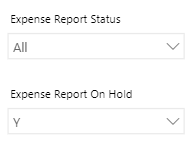 Expense Report Status
All
Expense Report On Hold
Y